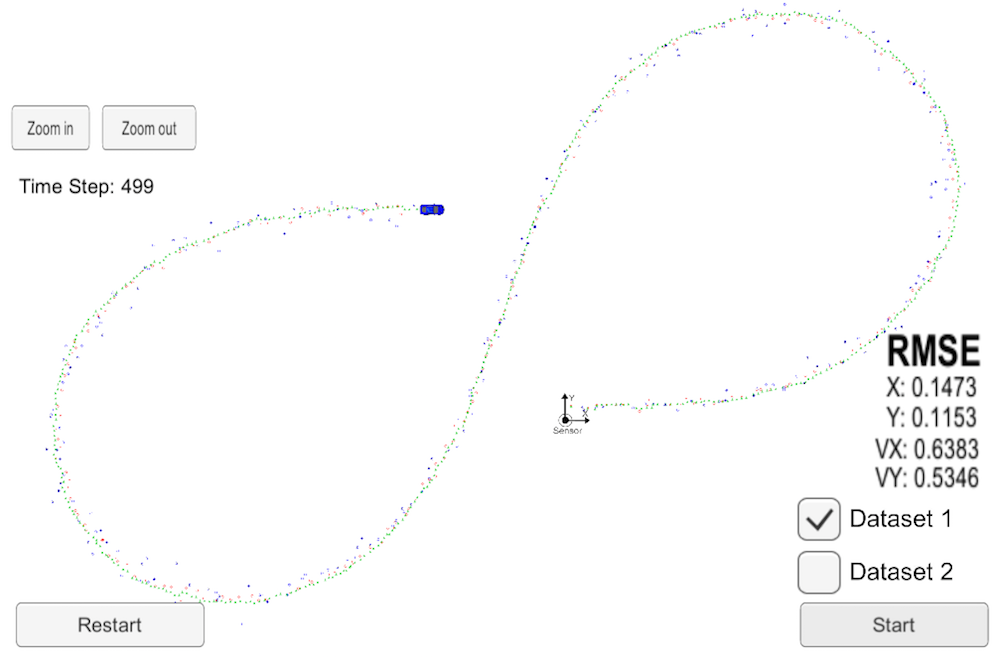 Zoom in
Zoom out
Time Step: 499
RMSE
X: 0.1473
Y: 0.1153
VX: 0.6383
VY: 0.5346
Y
X
Sensor
Dataset 1
Dataset 2
Restart
Start